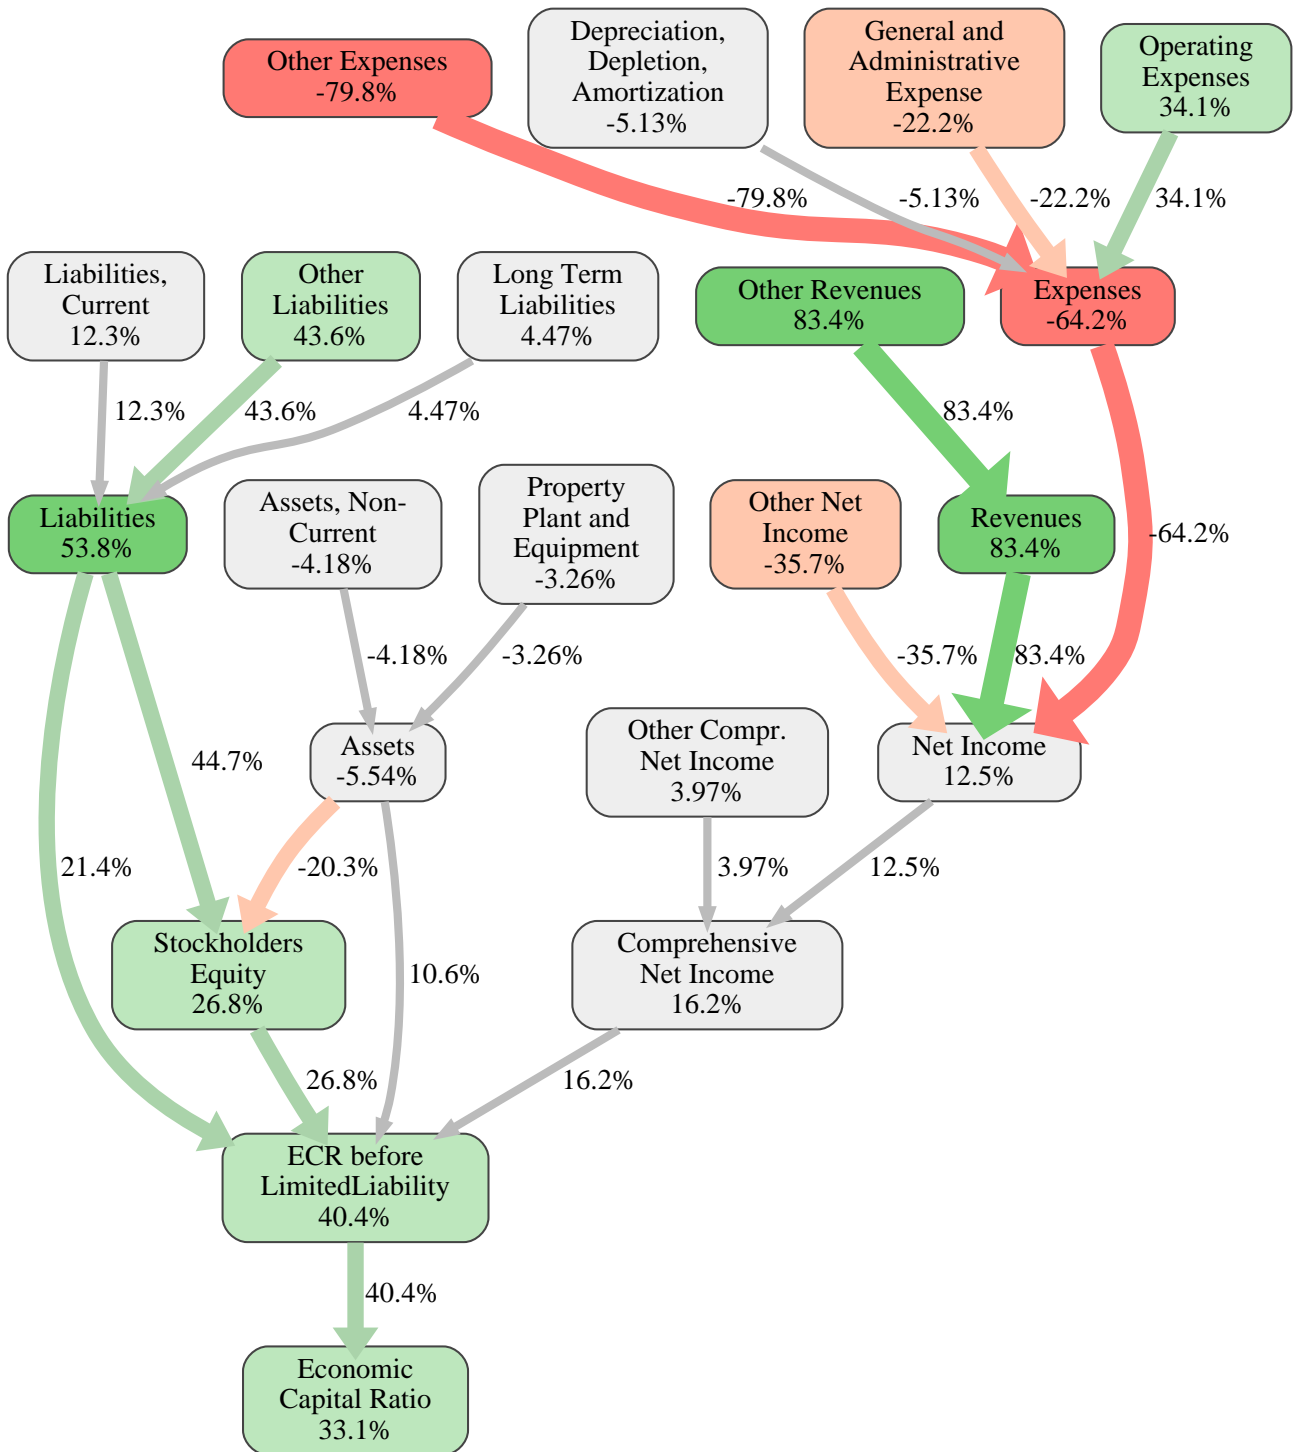 Other Expenses
-79.8%
Depreciation,
Depletion,
Amortization
-5.13%
General and
Administrative
Expense
-22.2%
Operating
Expenses
34.1%
-79.8%
-5.13%
-22.2%
34.1%
Liabilities,
Current
12.3%
Other
Liabilities
43.6%
Long Term
Liabilities
4.47%
Other Revenues
83.4%
Expenses
-64.2%
12.3%
43.6%
4.47%
83.4%
Liabilities
53.8%
Assets, Non-
Current
-4.18%
Property
Plant and
Equipment
-3.26%
Other Net
Income
-35.7%
Revenues
83.4%
-64.2%
-4.18%
-3.26%
-35.7%
83.4%
44.7%
Assets
-5.54%
Other Compr.
Net Income
3.97%
Net Income
12.5%
21.4%
-20.3%
3.97%
12.5%
Stockholders
Equity
26.8%
10.6%
Comprehensive
Net Income
16.2%
26.8%
16.2%
ECR before
LimitedLiability
40.4%
40.4%
Economic
Capital Ratio
33.1%